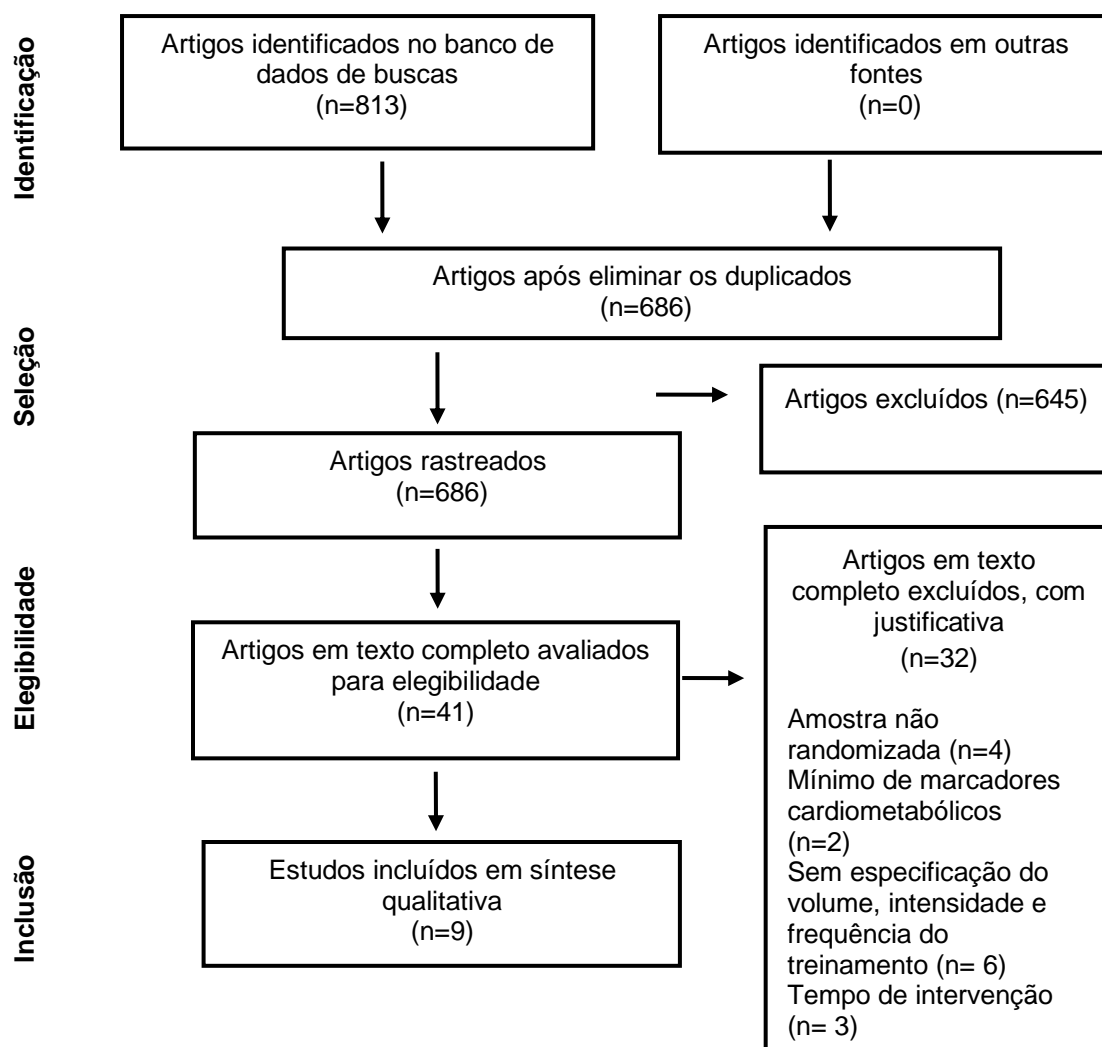 Identificação
Artigos identificados no banco de
dados de buscas
(n=813)
Artigos identificados em outras
fontes
(n=0)
Artigos após eliminar os duplicados
(n=686)
Seleção
Artigos excluídos (n=645)
Artigos rastreados
(n=686)
Elegibilidade
Artigos em texto completo avaliados
para elegibilidade
(n=41)
Artigos em texto
completo excluídos, com
justificativa
(n=32)
Amostra não
randomizada (n=4)
Mínimo de marcadores
cardiometabólicos
(n=2)
Sem especificação do
volume, intensidade e
frequência do
treinamento (n= 6)
Tempo de intervenção
(n= 3)
Inclusão
Estudos incluídos em síntese
qualitativa
(n=9)